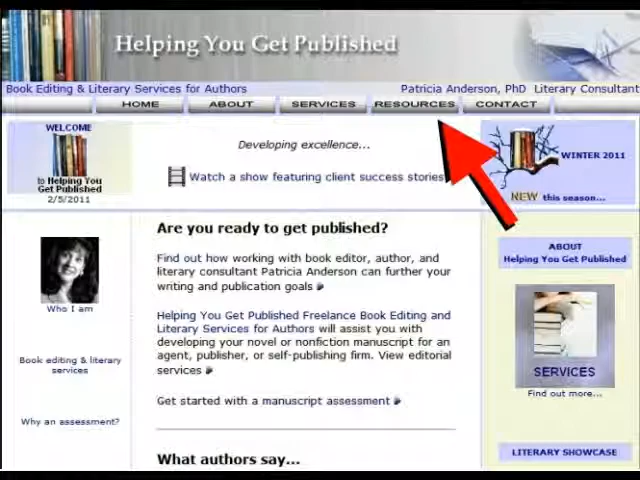 Helping You Get Published
Book Editing & Literary Services for Authors
Patricia Anderson, PhD Literary Consultant
HOME ABOUT SERVICES RESOURCES CONTACT
WELCOME
to Helping
You Get
Published
2/5/2011
Developing excellence...
Watch a show featuring client success stories
WINTER 2011
NEW this season...
Who I am
Book editing & literary
services
Why an assessment?
Are you ready to get published?
Find out how working with book editor, author, and
literary consultant Patricia Anderson can further your
writing and publication goals
Helping You Get Published Freelance Book Editing and
Literary Services for Authors will assist you with
developing your novel or nonfiction manuscript for an
agent, publisher, or self-publishing firm. View editorial
services
Get started with a manuscript assessment
What authors say...
ABOUT
Helping You Get Published
SERVICES
Find out more...
LITERARY SHOWCASE